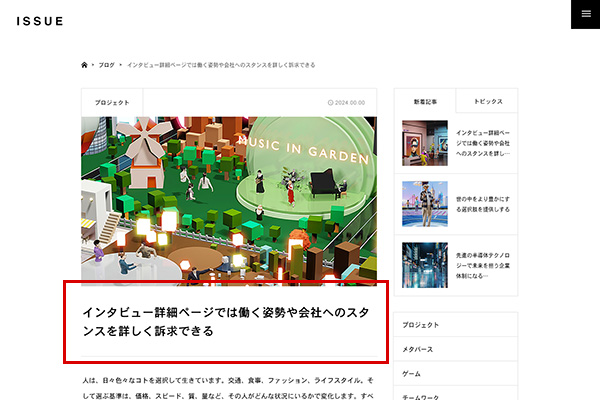 ISSUE
ブログ
インタビュー詳細ページでは働く姿勢や会社へのスタンスを詳しく訴求できる
プロジェクト
2024 00.00
MUSIC IN GARDEN
インタビュー詳細ページでは働く姿勢や会社へのスタ
ンスを詳しく訴求できる
人は、日々色々なコトを選択して生きています。交通、食事、ファッション、ライフスタイル。そ
して選ぶ基準は、価格、スピード、質、量など、その人がどんな状況にいるかで変化します。すべ
新着記事
トピックス
インタビュー詳細ペー
ジでは働く姿勢や会社
へのスタンスを詳し…
世の中をより豊かにす
る選択肢を提供しする
先進の半導体テクノロ
ジーで未来を担う企業
体制になる…
プロジェクト
メタバース
ゲーム
チームワーク